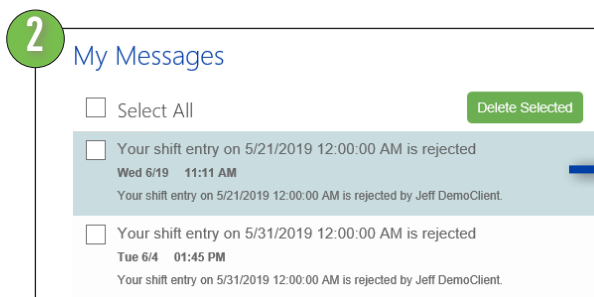 2
My Messages
Select All
Delete Selected
Your shift entry on 5/21/2019 12:00:00 AM is rejected
Wed 6/19 11:11 AM
Your shift entry on 5/21/2019 12:00:00 AM is rejected by Jeff DemoClient.
Your shift entry on 5/31/2019 12:00:00 AM is rejected
Tue 6/4 01:45 PM
Your shift entry on 5/31/2019 12:00:00 AM is rejected by Jeff DemoClient.